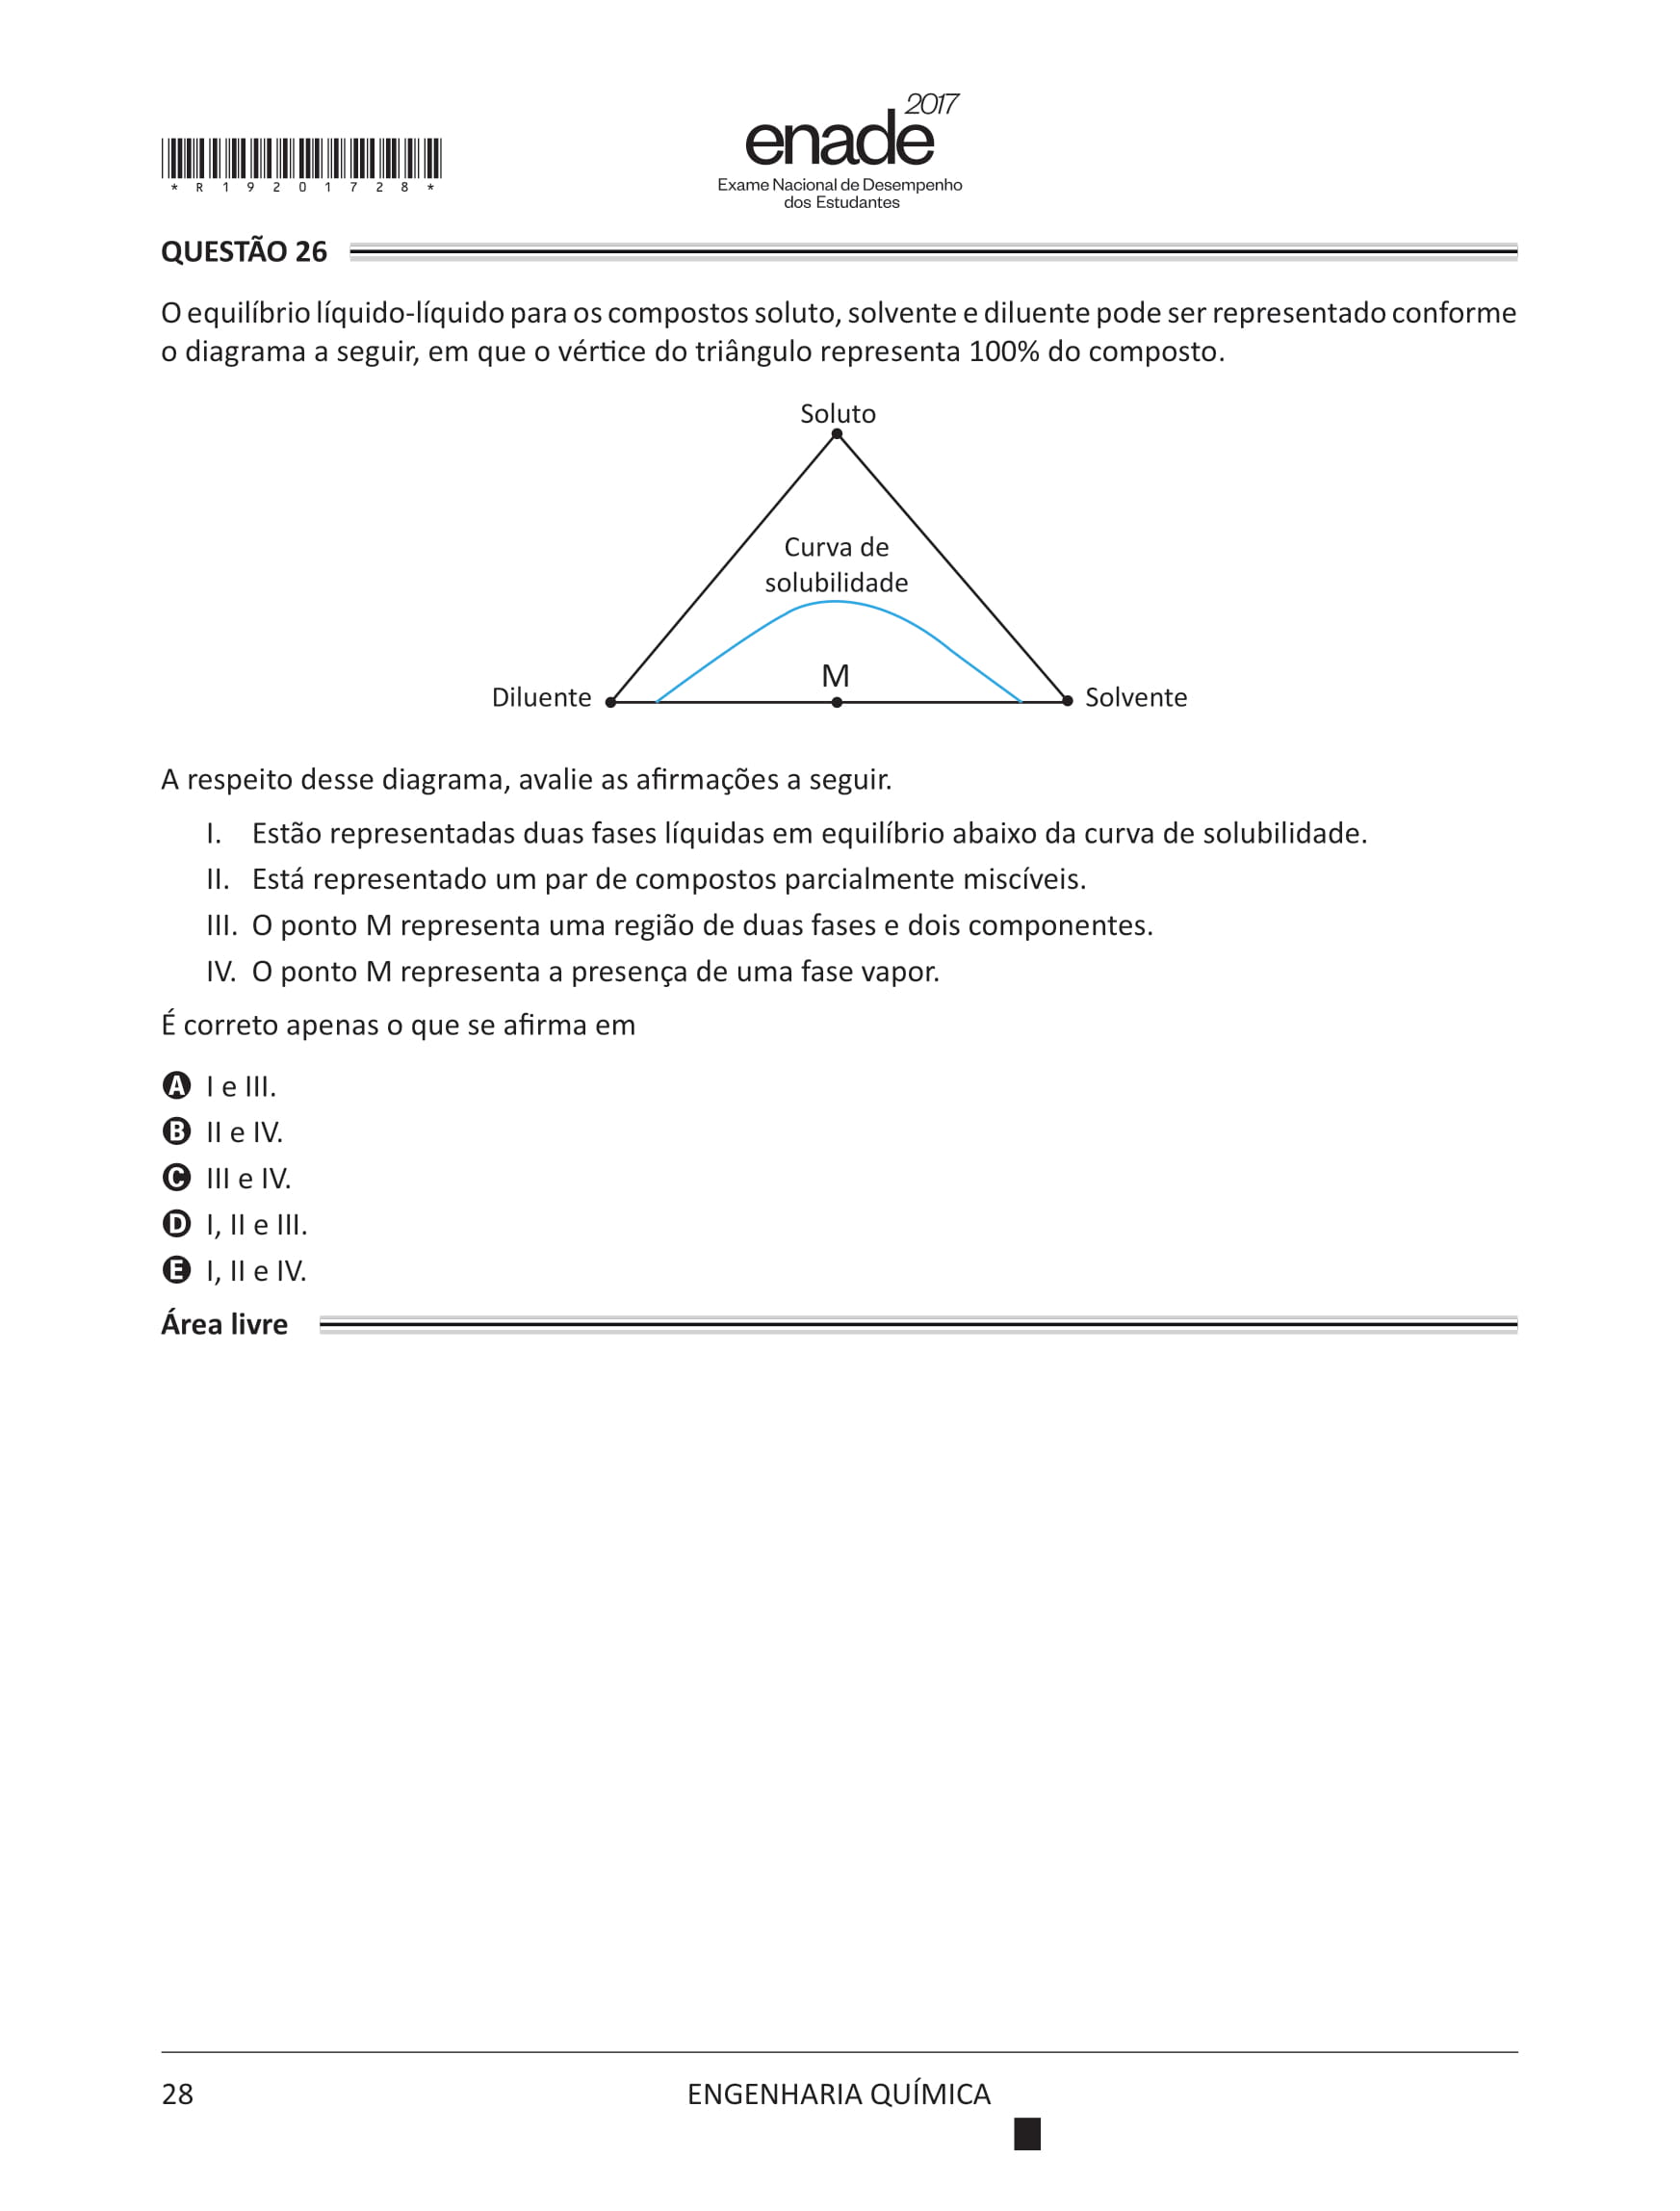 2017
enade
Exame Nacional de Desempenho
dos Estudantes
*R19201728*
QUESTÃO 26
O equilíbrio líquido-líquido para os compostos soluto, solvente e diluente pode ser representado conforme
o diagrama a seguir, em que o vértice do triângulo representa 100% do composto.
Soluto
Curva de
solubilidade
M
Diluente
Solvente
A respeito desse diagrama, avalie as afirmações a seguir.
I. Estão representadas duas fases líquidas em equilíbrio abaixo da curva de solubilidade.
II. Está representado um par de compostos parcialmente miscíveis.
III. O ponto M representa uma região de duas fases e dois componentes.
IV. O ponto M representa a presença de uma fase vapor.
É correto apenas o que se afirma em
A I e III.
B II e IV.
C III e IV.
D I, II e III.
E I, II e IV.
Área livre
28
ENGENHARIA QUÍMICA